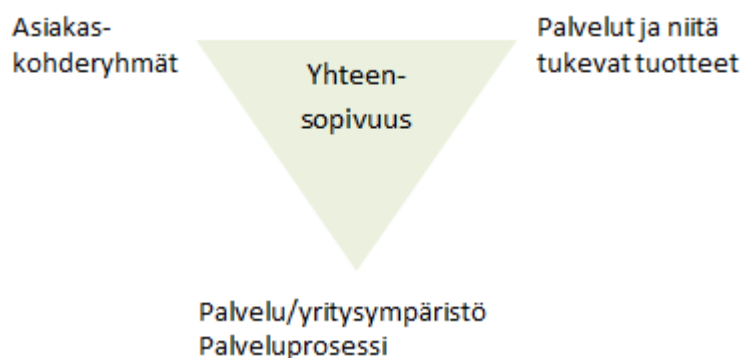 Asiakas-
kohderyhmät
Palvelut ja niitä
tukevat tuotteet
Yhteen-
sopivuus
Palvelu/yritysympäristö
Palveluprosessi